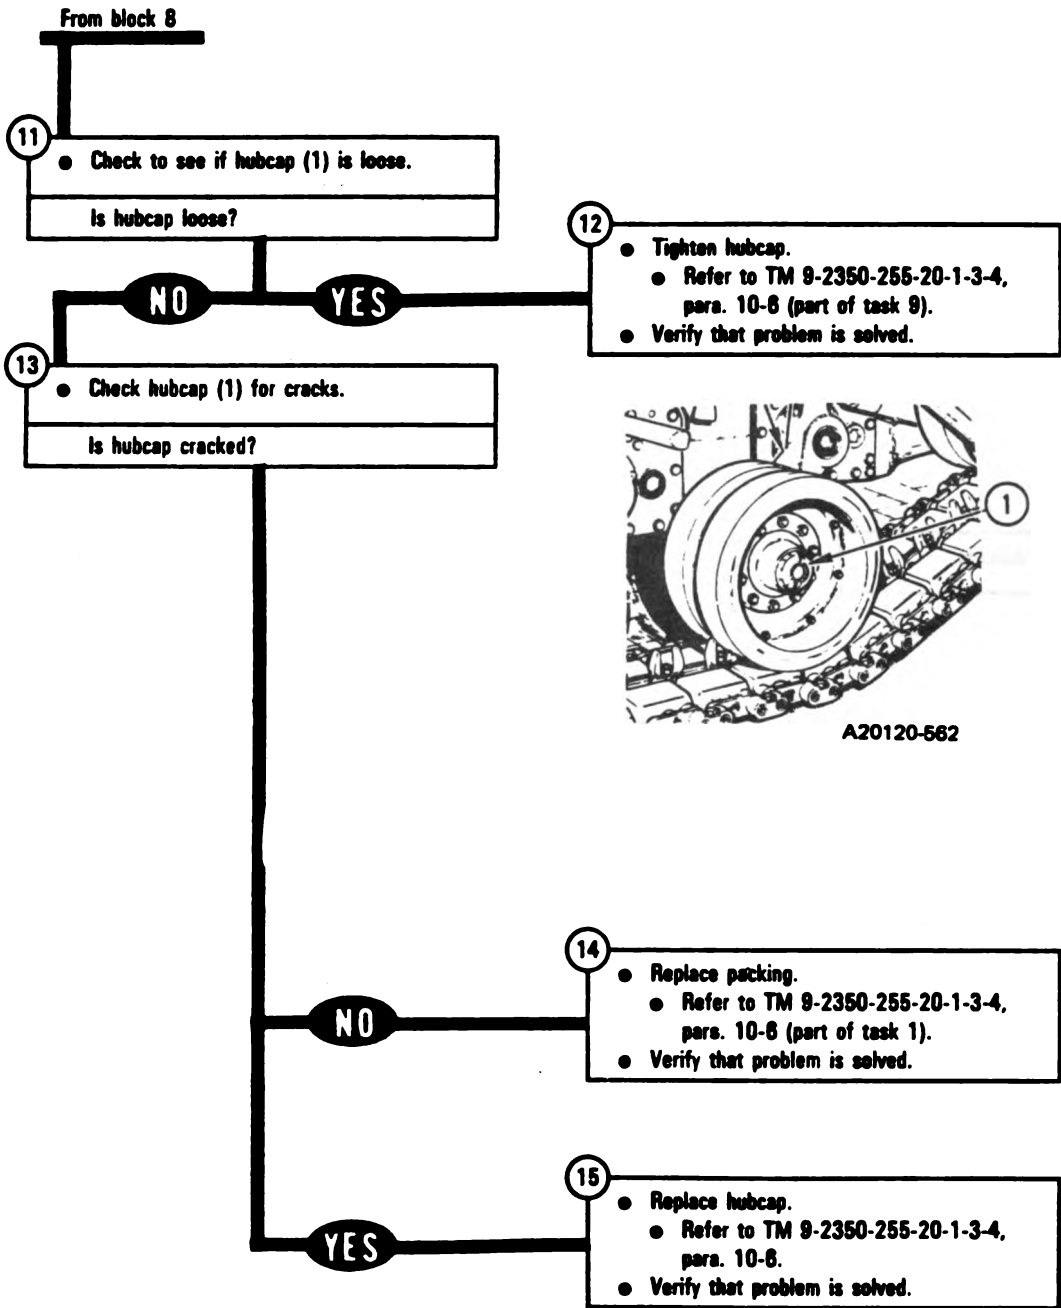 From block 8
11
• Check to see if hubcap (1) is loose.
Is hubcap loose?
NO
YES
12
• Tighten hubcap.
• Refer to TM 9-2350-255-20-1-3-4,
para. 10-6 (part of task 9).
• Verify that problem is solved.
13
• Check hubcap (1) for cracks.
Is hubcap cracked?
1
A20120-562
NO
14
• Replace packing.
• Refer to TM 9-2350-255-20-1-3-4,
para. 10-6 (part of task 1).
• Verify that problem is solved.
YES
15
• Replace hubcap.
• Refer to TM 9-2350-255-20-1-3-4,
para. 10-6.
• Verify that problem is solved.